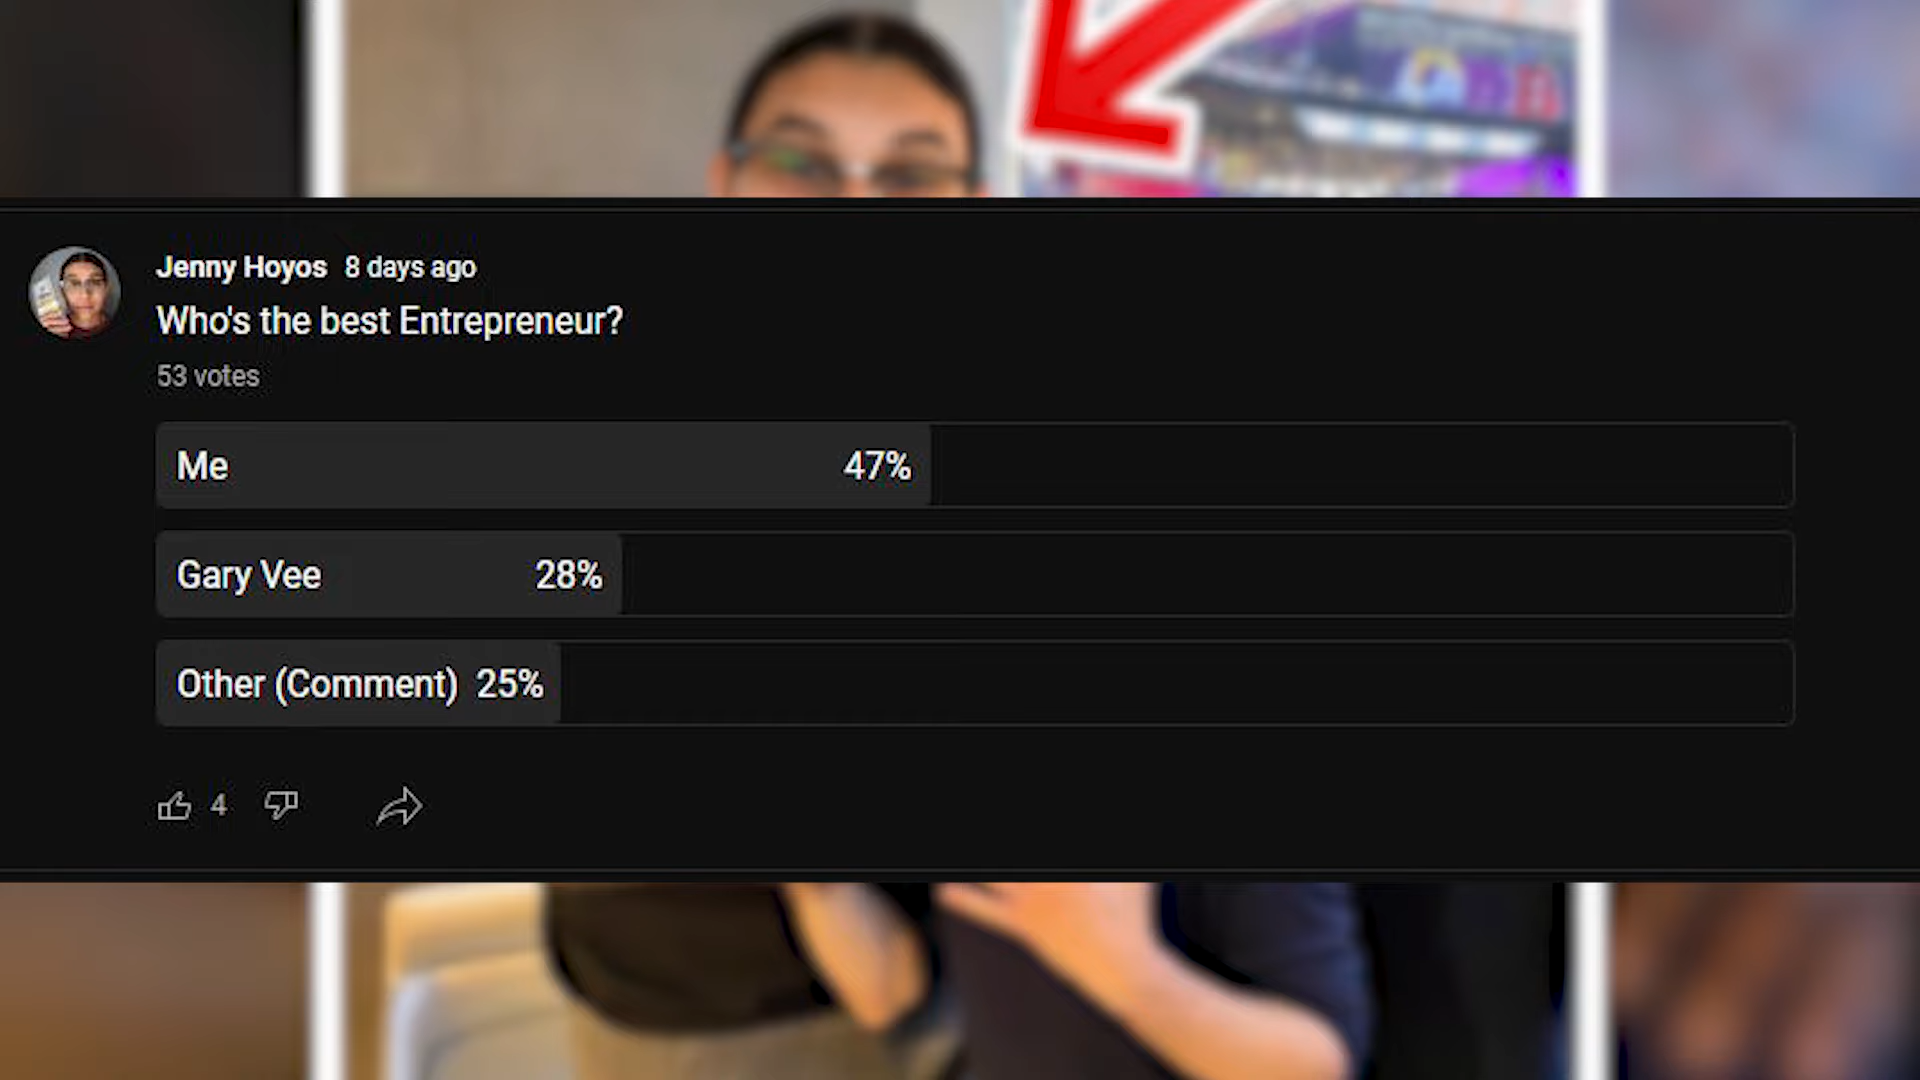 Jenny Hoyos 8 days ago
Who's the best Entrepreneur?
53 votes
Me 47%
Gary Vee 28%
Other (Comment) 25%
4